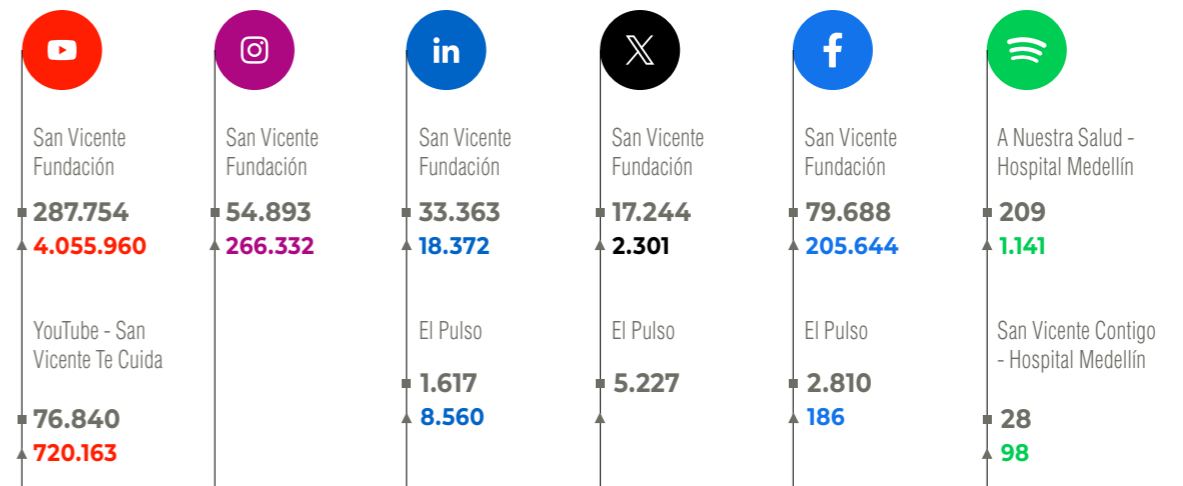 in
X
f
San Vicente
Fundación
287.754
4.055.960
YouTube - San
Vicente Te Cuida
76.840
720.163
San Vicente
Fundación
54.893
266.332
San Vicente
Fundación
33.363
18.372
El Pulso
1.617
8.560
San Vicente
Fundación
17.244
2.301
El Pulso
5.227
San Vicente
Fundación
79.688
205.644
El Pulso
2.810
186
A Nuestra Salud -
Hospital Medellín
209
1.141
San Vicente Contigo
- Hospital Medellín
28
98